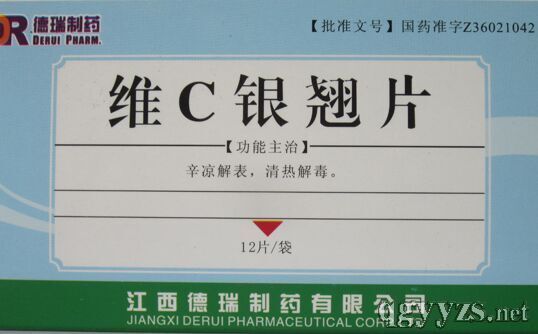 DR 德瑞制药
DERUI PHARM.
【批准文号】国药准字Z36021042
维C银翘片
【功能主治】
辛凉解表，清热解毒。
12片/袋
江西德瑞制药有限公司
JIANGXI DERUI PHARMACEUTICAL CO
qgyyzs.net